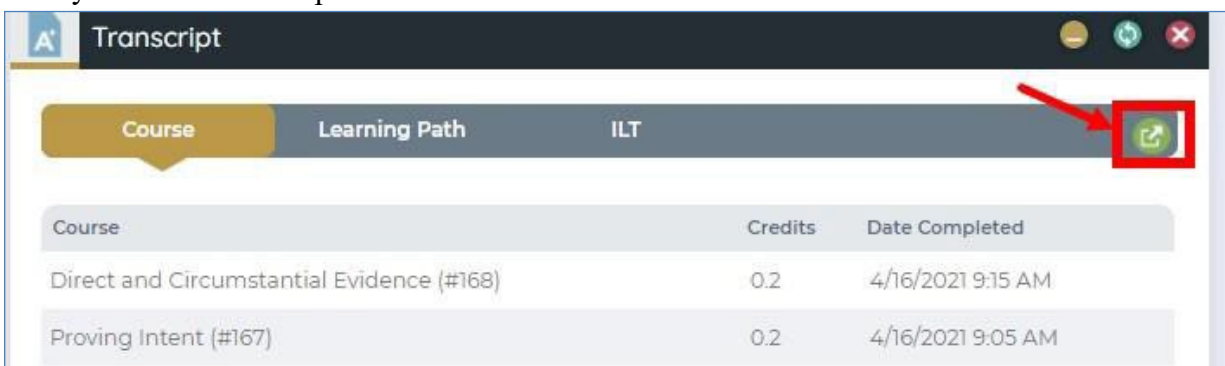 A+ Transcript
Course Learning Path ILT
Course Credits Date Completed
Direct and Circumstantial Evidence (#168) 0.2 4/16/2021 9:15 AM
Proving Intent (#167) 0.2 4/16/2021 9:05 AM